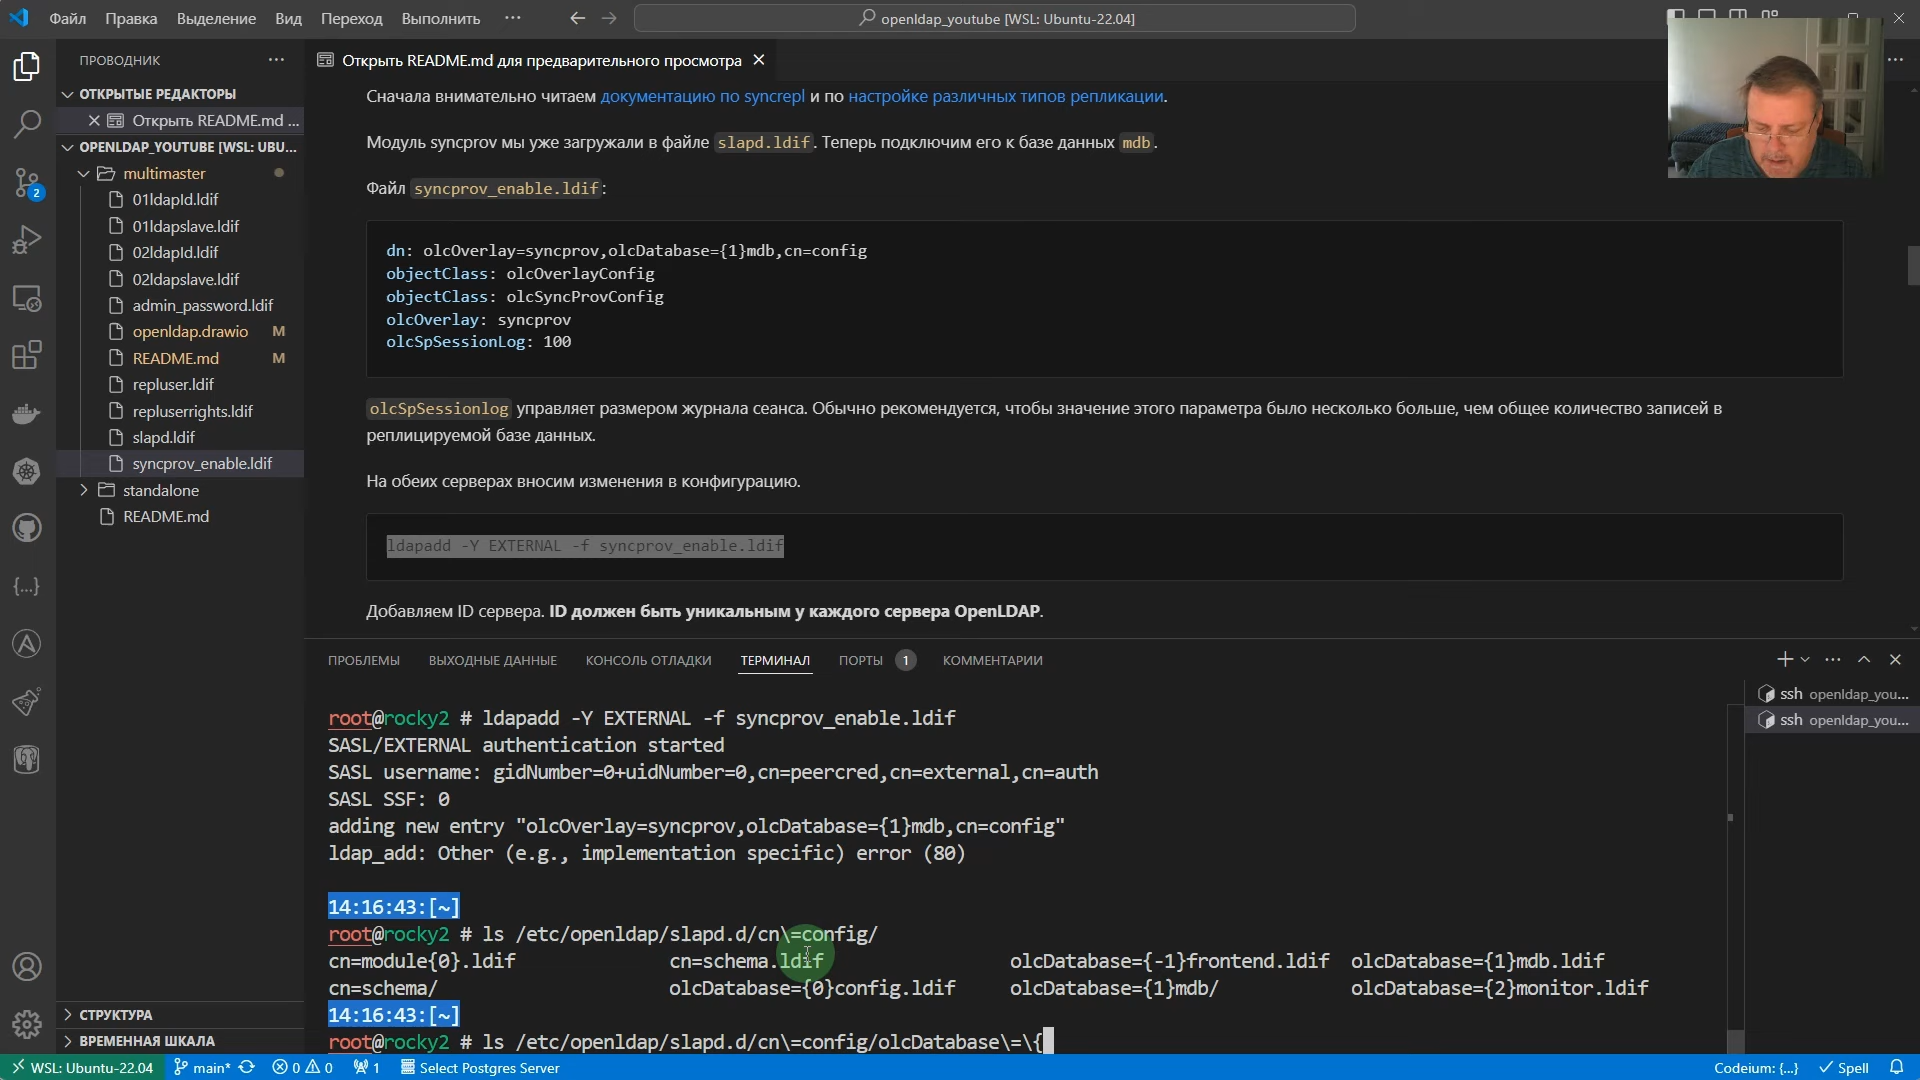 Файл Правка Выделение Вид Переход Выполнить ···
openldap_youtube [WSL: Ubuntu-22.04]
ПРОВОДНИК
Открыть README.md для предварительного просмотра
ОТКРЫТЫЕ РЕДАКТОРЫ
Открыть README.md ...
OPENLDAP_YOUTUBE [WSL: UBU...
multimaster
01ldapId.ldif
01ldapslave.ldif
02ldapId.ldif
02ldapslave.ldif
admin_password.ldif
openldap.drawio M
README.md M
repluser.ldif
repluserrights.ldif
slapd.ldif
syncprov_enable.ldif
standalone
README.md
СТРУКТУРА
ВРЕМЕННАЯ ШКАЛА
2
Сначала внимательно читаем документацию по syncrepl и по настройке различных типов репликации.
Модуль syncprov мы уже загружали в файле slapd.ldif. Теперь подключим его к базе данных mdb.
Файл syncprov_enable.ldif:
dn: olcOverlay=syncprov,olcDatabase={1}mdb,cn=config
objectClass: olcOverlayConfig
objectClass: olcSyncProvConfig
olcOverlay: syncprov
olcSpSessionLog: 100
olcSpSessionlog управляет размером журнала сеанса. Обычно рекомендуется, чтобы значение этого параметра было несколько больше, чем общее количество записей в
реплицируемой базе данных.
На обеих серверах вносим изменения в конфигурацию.
ldapadd -Y EXTERNAL -f syncprov_enable.ldif
Добавляем ID сервера. ID должен быть уникальным у каждого сервера OpenLDAP.
ПРОБЛЕМЫ ВЫХОДНЫЕ ДАННЫЕ КОНСОЛЬ ОТЛАДКИ ТЕРМИНАЛ ПОРТЫ 1 КОММЕНТАРИИ
ssh openldap_you...
ssh openldap_you...
root@rocky2 # ldapadd -Y EXTERNAL -f syncprov_enable.ldif
SASL/EXTERNAL authentication started
SASL username: gidNumber=0+uidNumber=0,cn=peercred,cn=external,cn=auth
SASL SSF: 0
adding new entry "olcOverlay=syncprov,olcDatabase={1}mdb,cn=config"
ldap_add: Other (e.g., implementation specific) error (80)
14:16:43:[~]
root@rocky2 # ls /etc/openldap/slapd.d/cn\=config/
cn=module{0}.ldif cn=schema.ldif olcDatabase={-1}frontend.ldif olcDatabase={1}mdb.ldif
cn=schema/ olcDatabase={0}config.ldif olcDatabase={1}mdb/ olcDatabase={2}monitor.ldif
14:16:43:[~]
root@rocky2 # ls /etc/openldap/slapd.d/cn\=config/olcDatabase\=\{
WSL: Ubuntu-22.04 main* 0 0 1 Select Postgres Server Codeium: {...} Spell